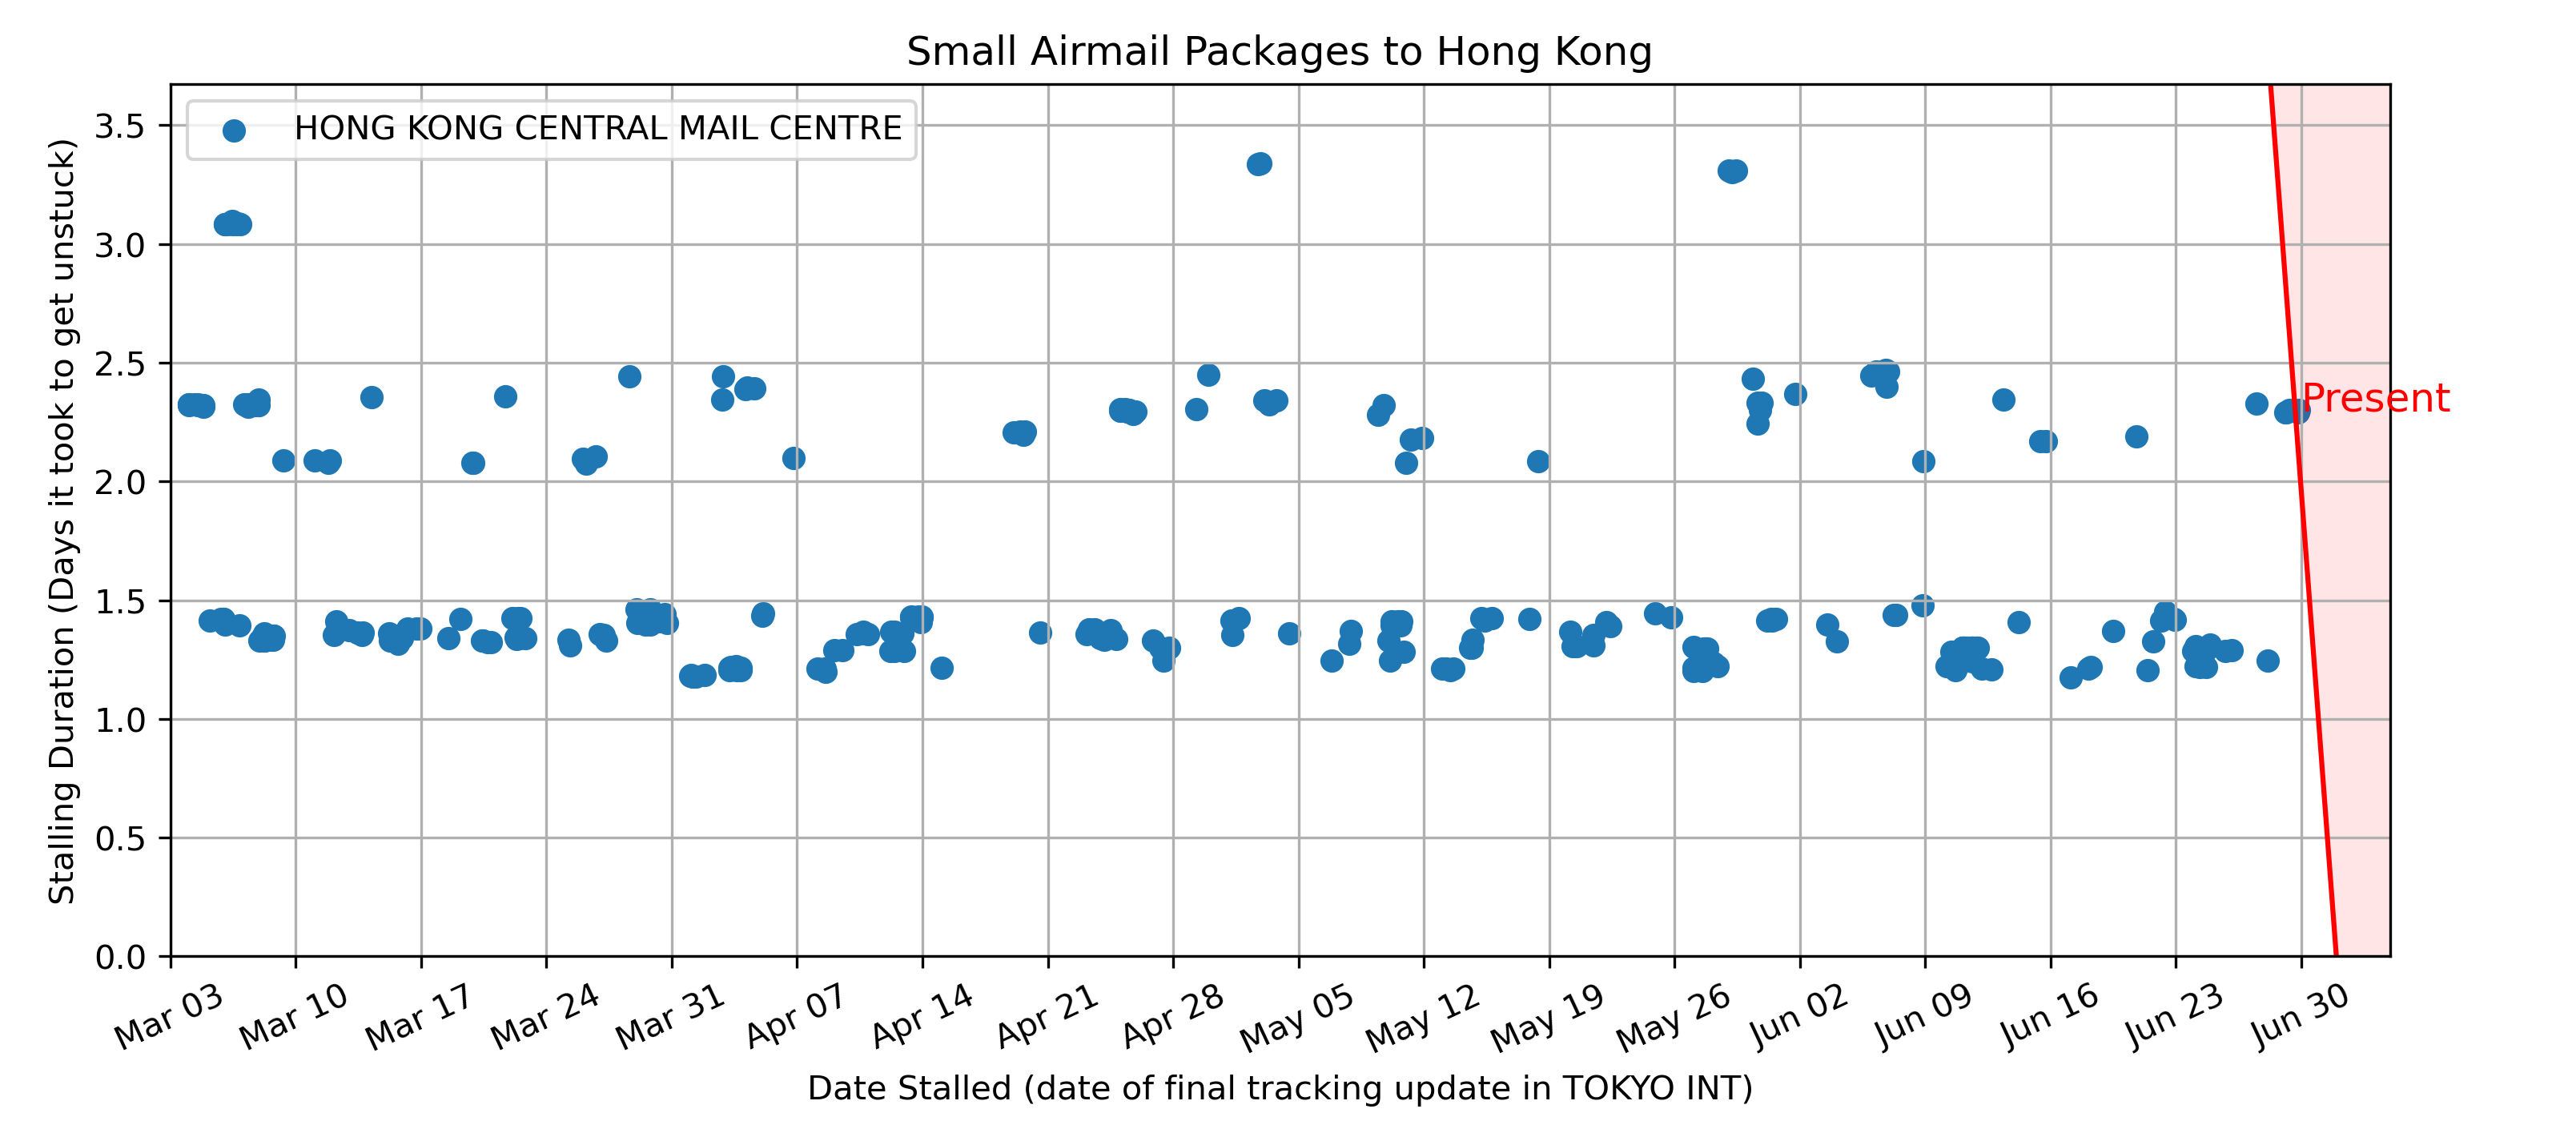 Small Airmail Packages to Hong Kong
HONG KONG CENTRAL MAIL CENTRE
Stalling Duration (Days it took to get unstuck)
3.5
3.0
2.5
2.0
1.5
1.0
0.5
0.0
Present
Mar 03 Mar 10 Mar 17 Mar 24 Mar 31 Apr 07 Apr 14 Apr 21 Apr 28 May 05 May 12 May 19 May 26 Jun 02 Jun 09 Jun 16 Jun 23 Jun 30
Date Stalled (date of final tracking update in TOKYO INT)